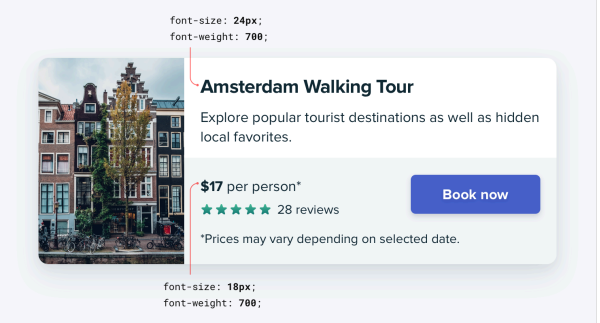 font-size: 24px;
font-weight: 700;
Amsterdam Walking Tour
Explore popular tourist destinations as well as hidden
local favorites.
$17 per person*
28 reviews
Book now
*Prices may vary depending on selected date.
font-size: 18px;
font-weight: 700;